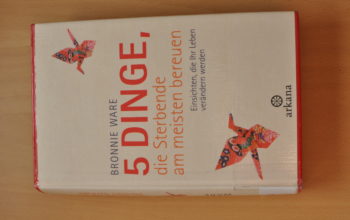 BRONNIE WARE
5 DINGE,
die Sterbende
am meisten bereuen
Einsichten, die Ihr Leben
verändern werden
arkana